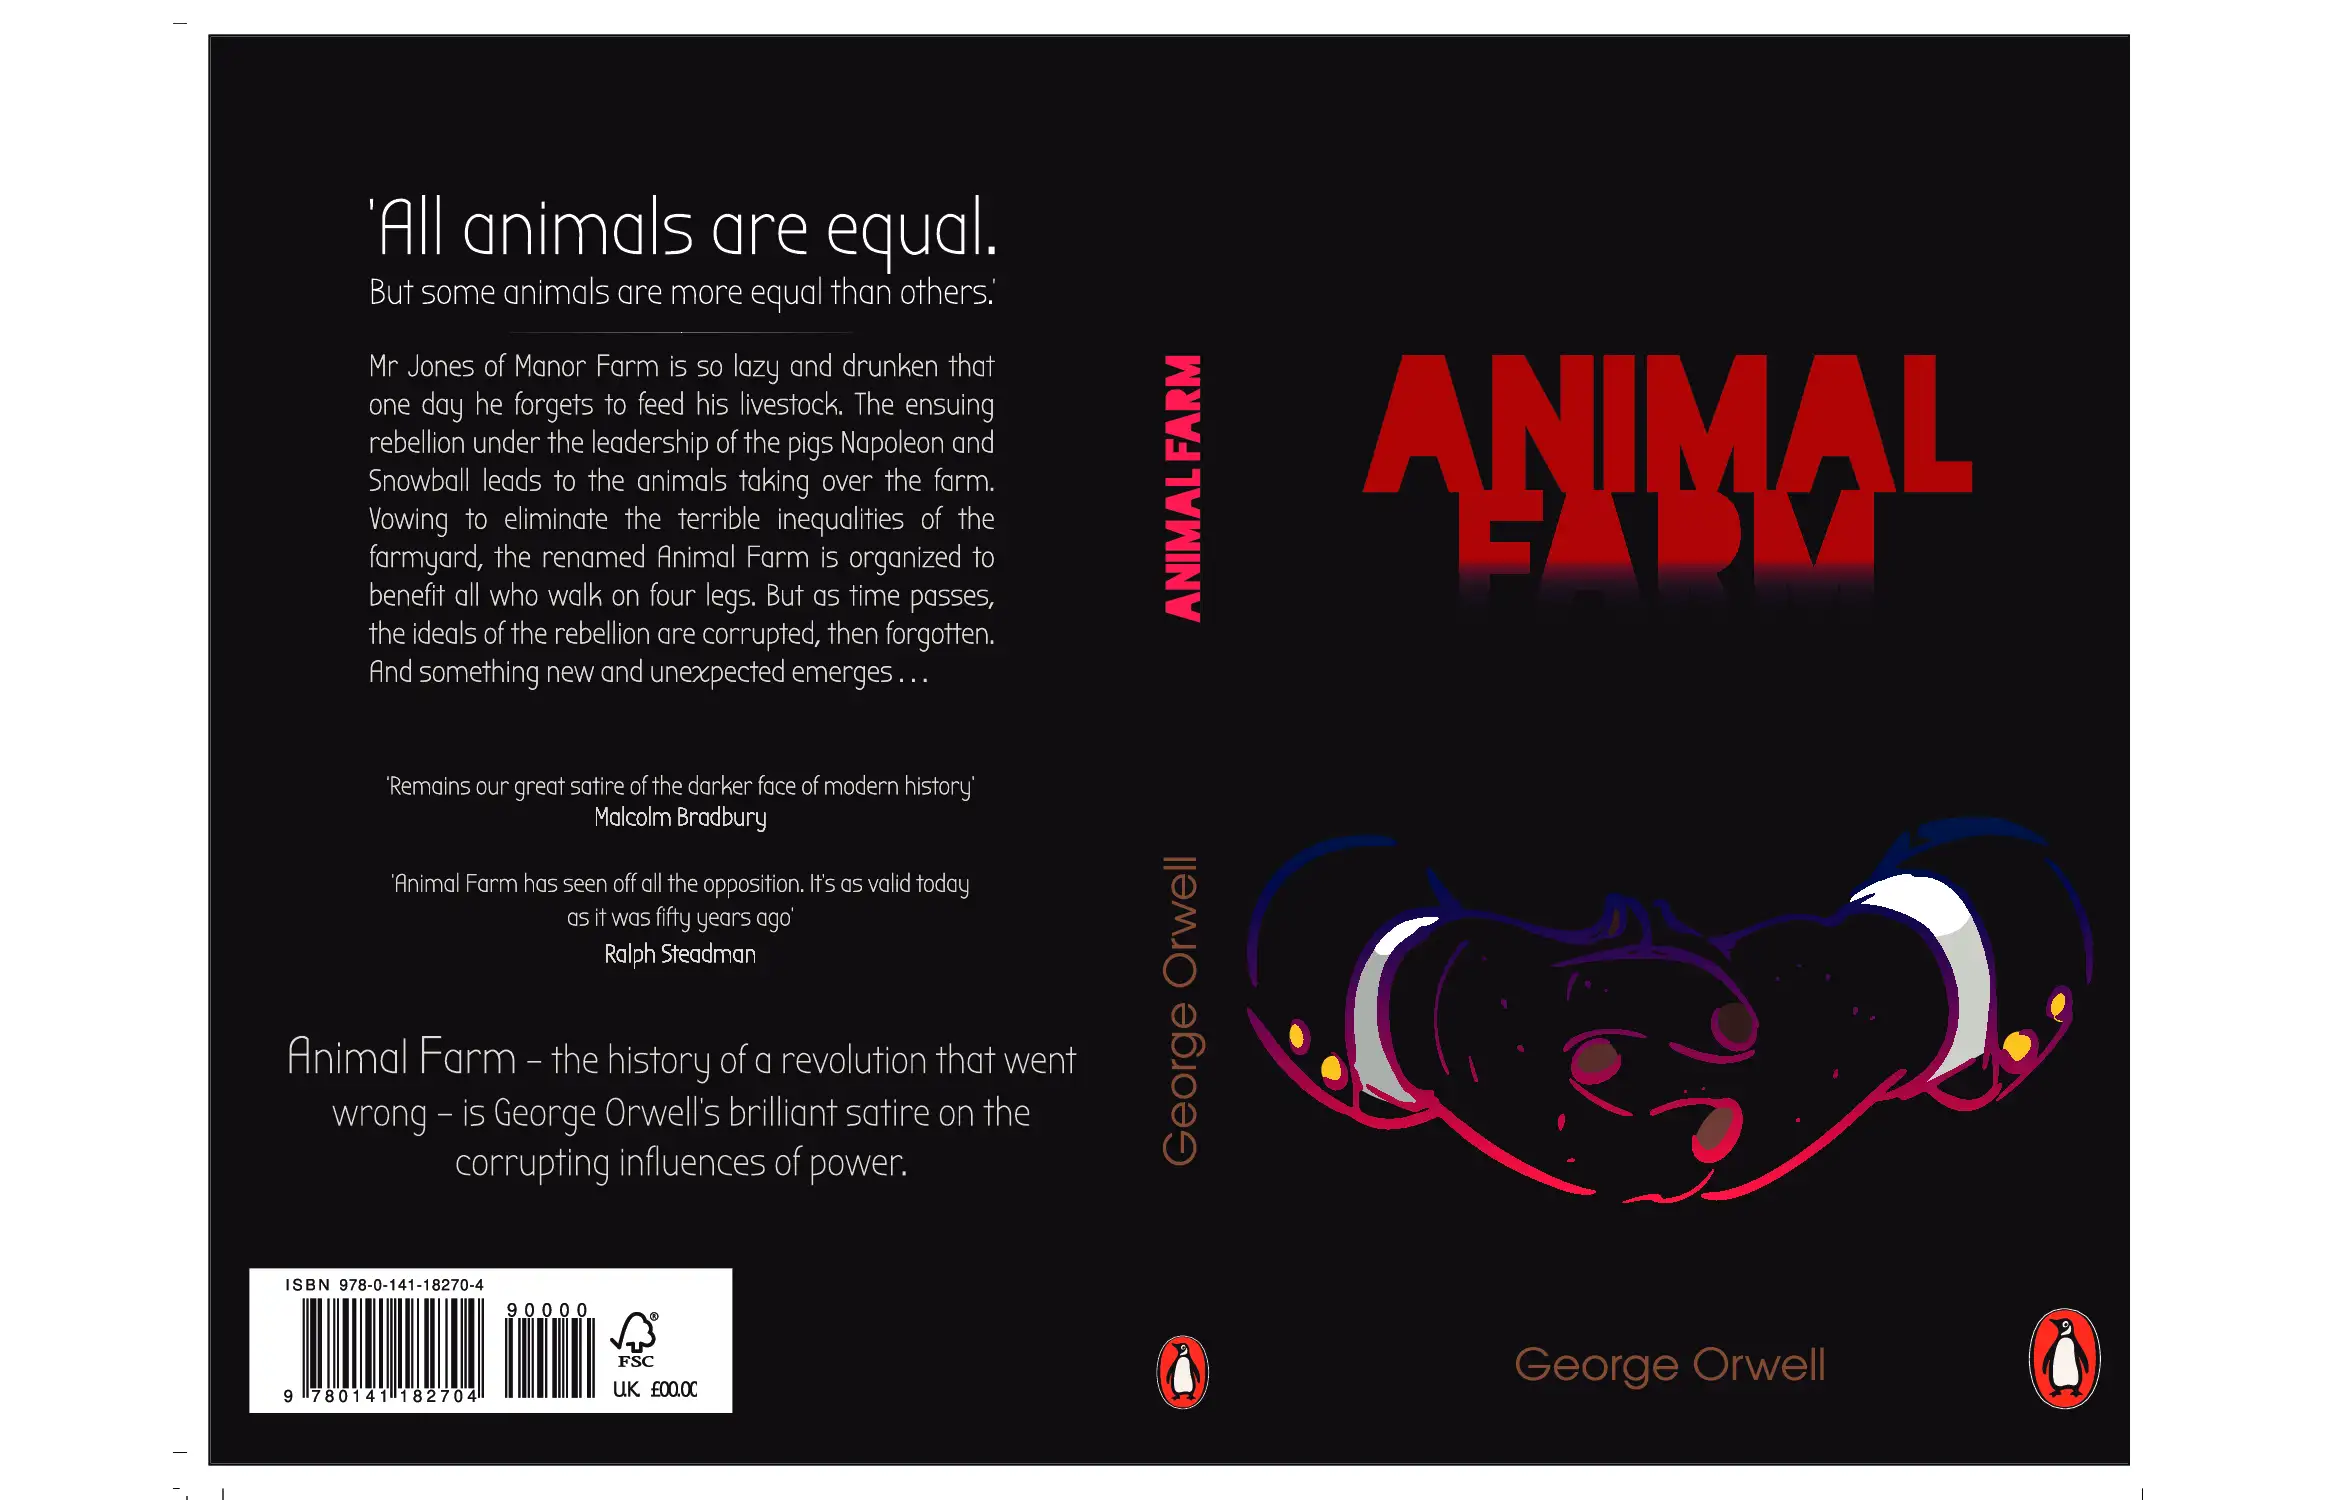 'All animals are equal.
But some animals are more equal than others.'
Mr Jones of Manor Farm is so lazy and drunken that
one day he forgets to feed his livestock. The ensuing
rebellion under the leadership of the pigs Napoleon and
Snowball leads to the animals taking over the farm.
Vowing to eliminate the terrible inequalities of the
farmyard, the renamed Animal Farm is organized to
benefit all who walk on four legs. But as time passes,
the ideals of the rebellion are corrupted, then forgotten.
And something new and unexpected emerges . . .
'Remains our great satire of the darker face of modern history'
Malcolm Bradbury
'Animal Farm has seen off all the opposition. It's as valid today
as it was fifty years ago'
Ralph Steadman
Animal Farm – the history of a revolution that went
wrong – is George Orwell's brilliant satire on the
corrupting influences of power.
ISBN 978-0-141-18270-4
90000
9 780141 182704
FSC
®
U.K. £00.00
ANIMAL FARM
George Orwell
ANIMAL
FARM
George Orwell